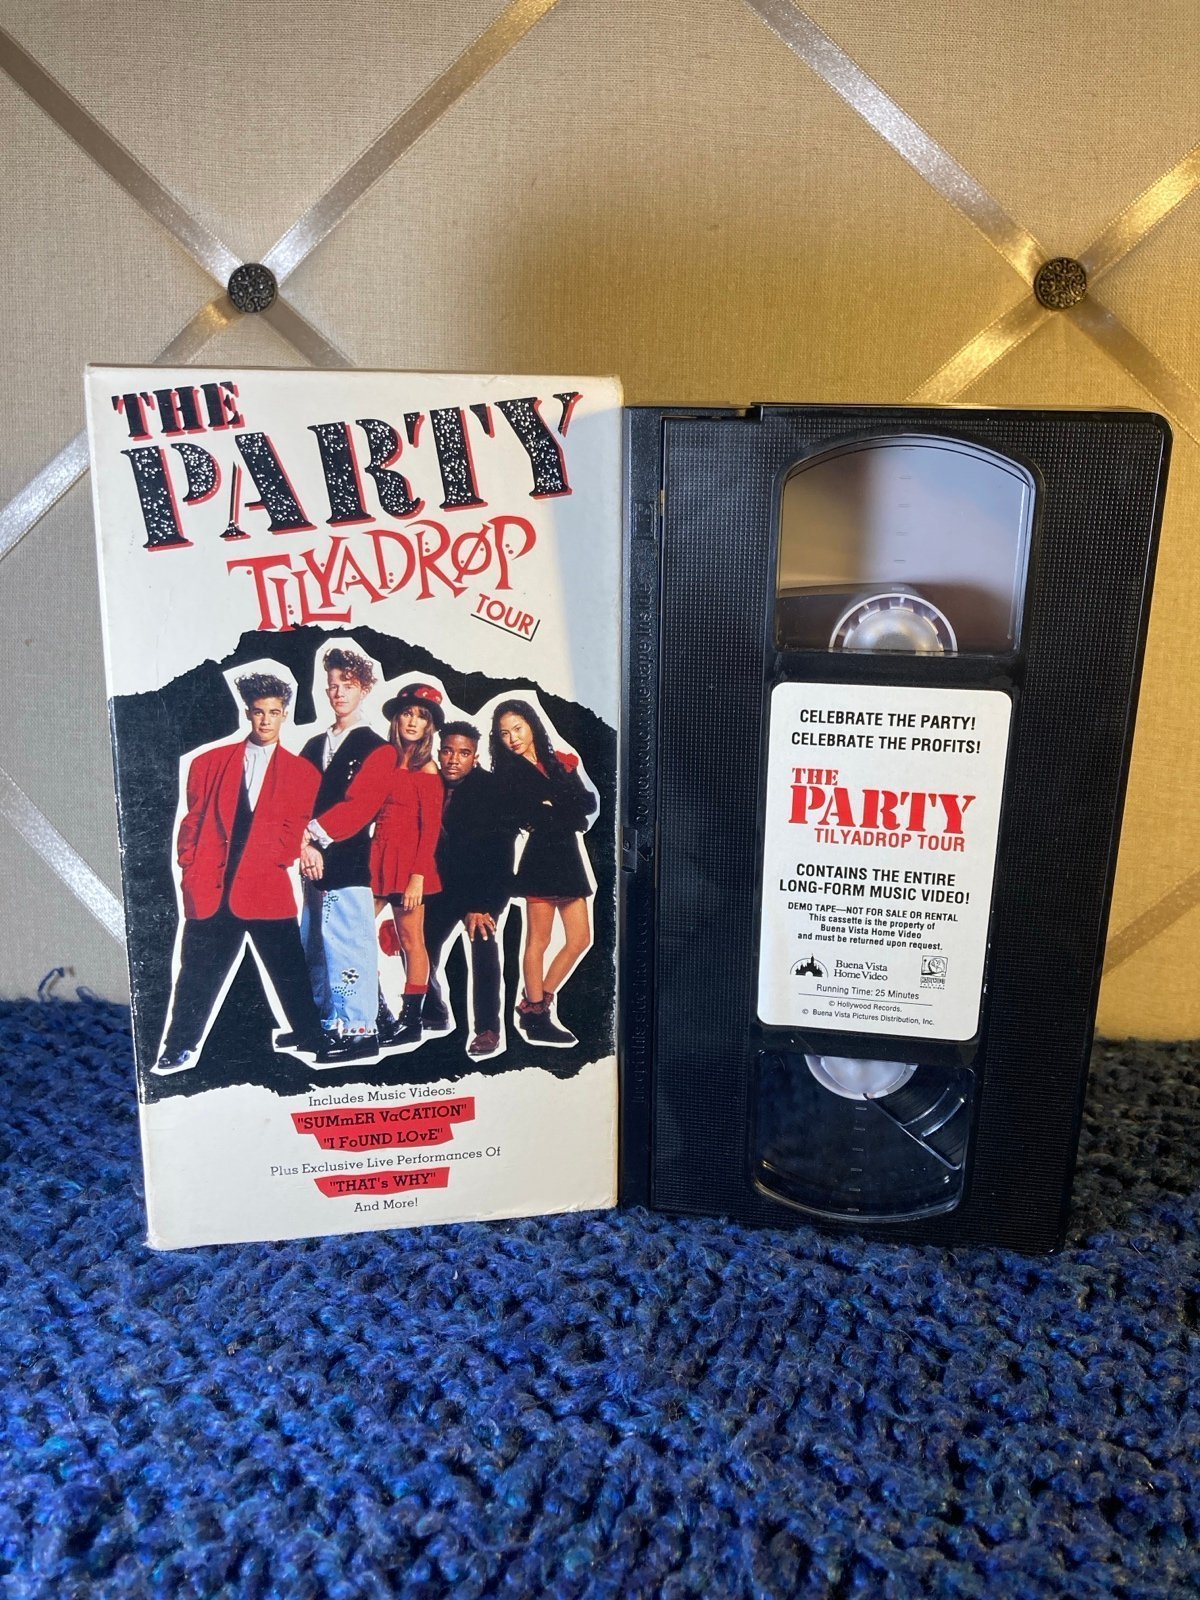 THE
PARTY
TILYADRØP
TOUR
Includes Music Videos:
"SUMmER VaCATION"
"I FoUND LOvE"
Plus Exclusive Live Performances Of
"THAT's WHY"
And More!
CELEBRATE THE PARTY!
CELEBRATE THE PROFITS!
THE
PARTY
TILYADROP TOUR
CONTAINS THE ENTIRE
LONG-FORM MUSIC VIDEO!
DEMO TAPE—NOT FOR SALE OR RENTAL
This cassette is the property of
Buena Vista Home Video
and must be returned upon request.
Buena Vista
Home Video
Running Time: 25 Minutes
© Hollywood Records.
© Buena Vista Pictures Distribution, Inc.